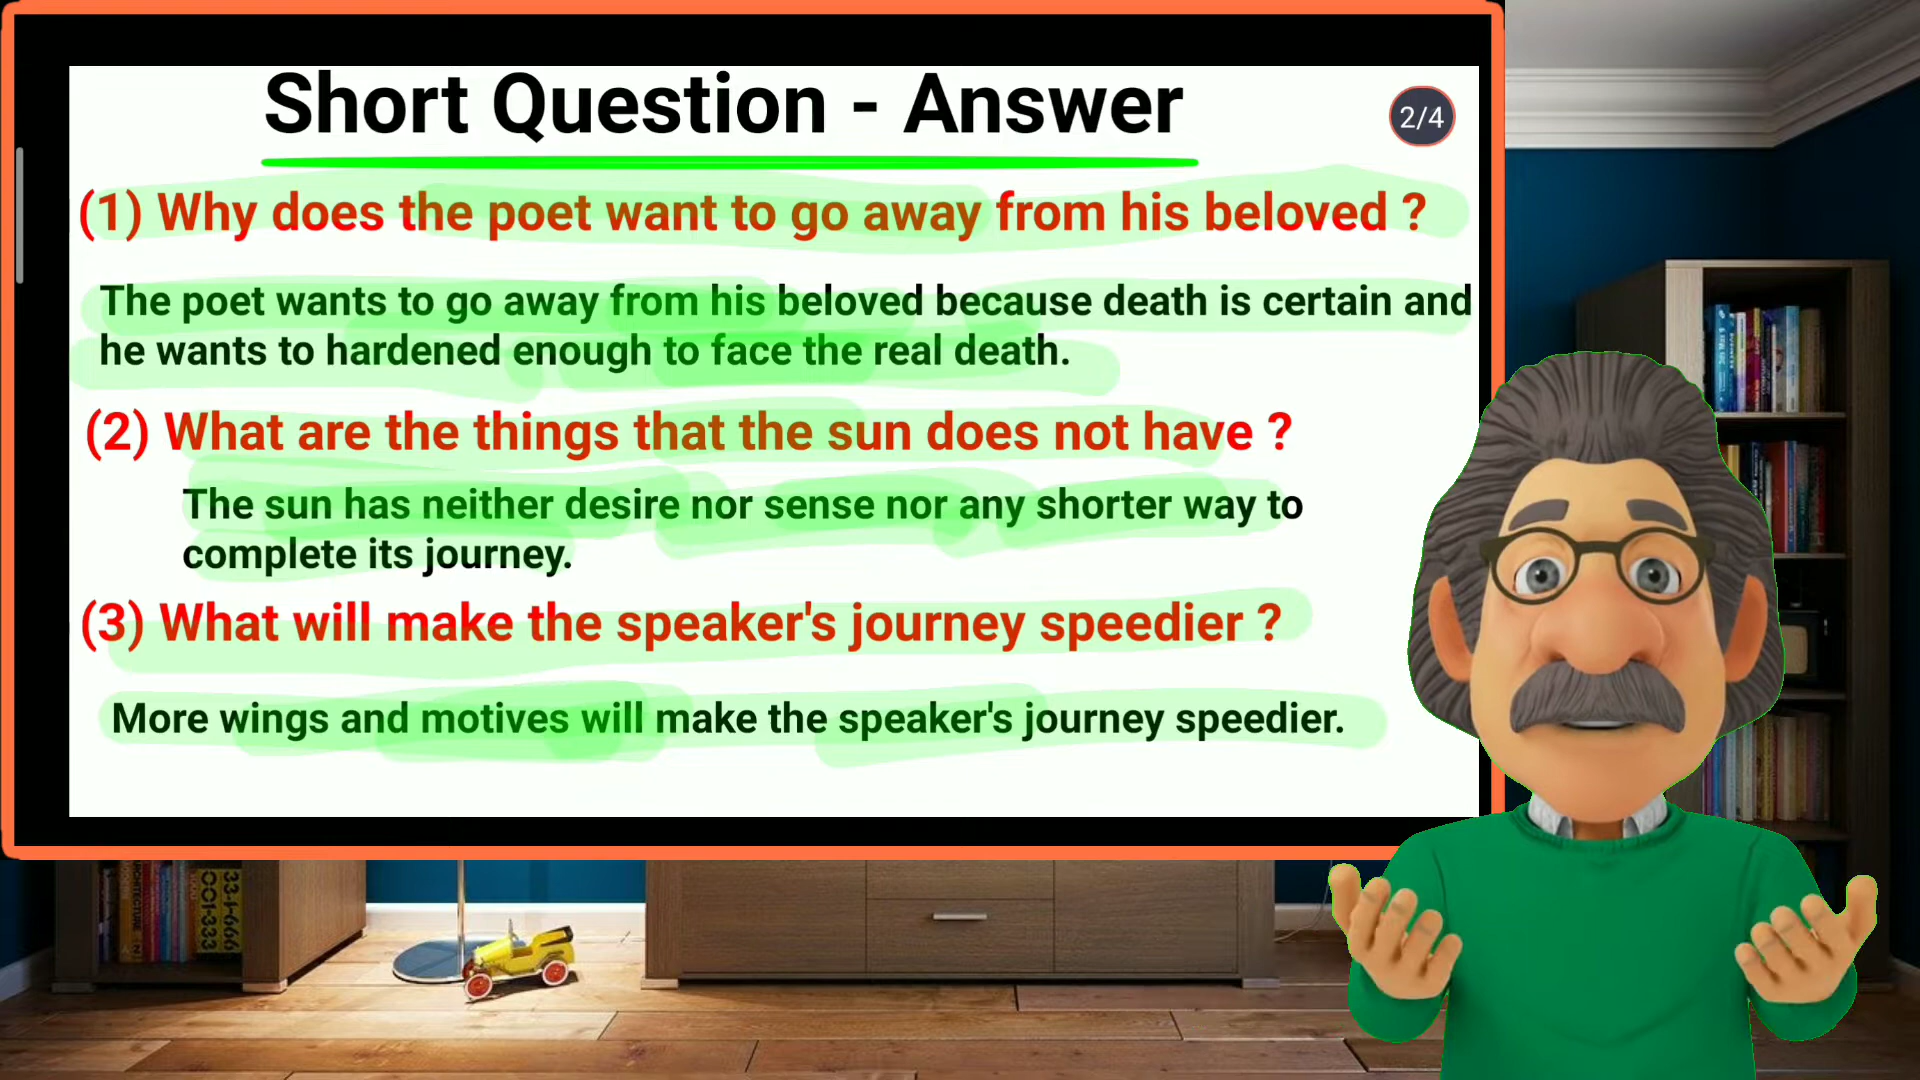 Short Question - Answer
2/4
(1) Why does the poet want to go away from his beloved ?
The poet wants to go away from his beloved because death is certain and
he wants to hardened enough to face the real death.
(2) What are the things that the sun does not have ?
The sun has neither desire nor sense nor any shorter way to
complete its journey.
(3) What will make the speaker's journey speedier ?
More wings and motives will make the speaker's journey speedier.